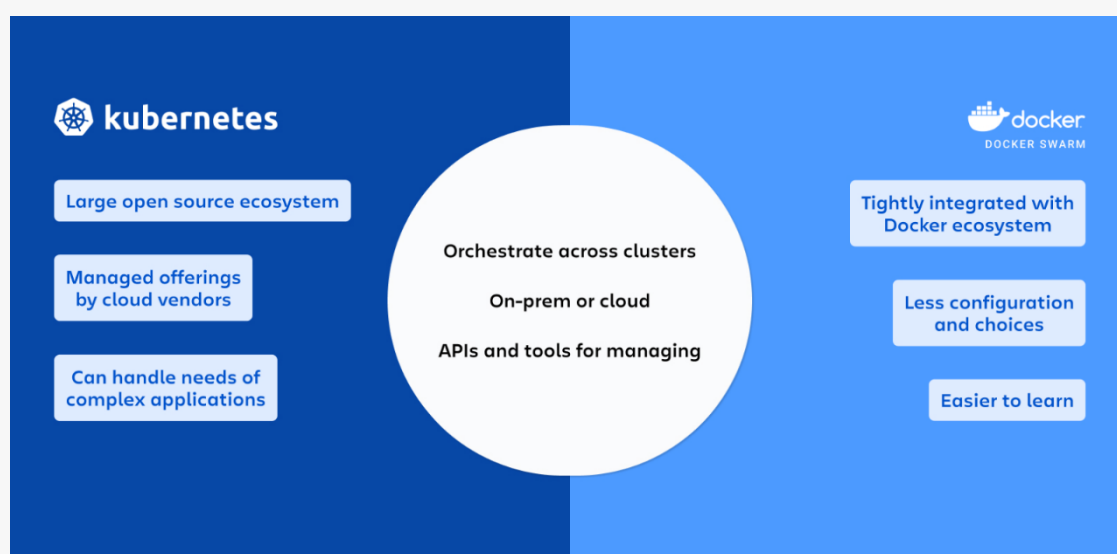 kubernetes
Large open source ecosystem
Managed offerings
by cloud vendors
Can handle needs of
complex applications
Orchestrate across clusters
On-prem or cloud
APIs and tools for managing
docker
DOCKER SWARM
Tightly integrated with
Docker ecosystem
Less configuration
and choices
Easier to learn